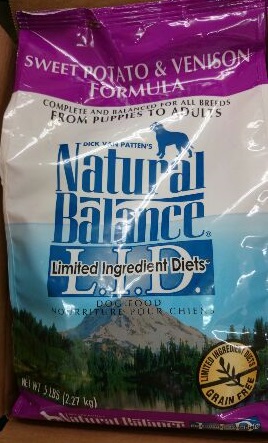 SWEET POTATO & VENISON
FORMULA
COMPLETE AND BALANCED FOR ALL BREEDS
FROM PUPPIES TO ADULTS
DICK VAN PATTEN'S
Natural
Balance®
L.I.D.
Limited Ingredient Diets
DOG FOOD
NOURRITURE POUR CHIENS
LIMITED INGREDIENT DIETS
GRAIN FREE
NET WT. 5 LBS (2.27 kg)
Natural Balance